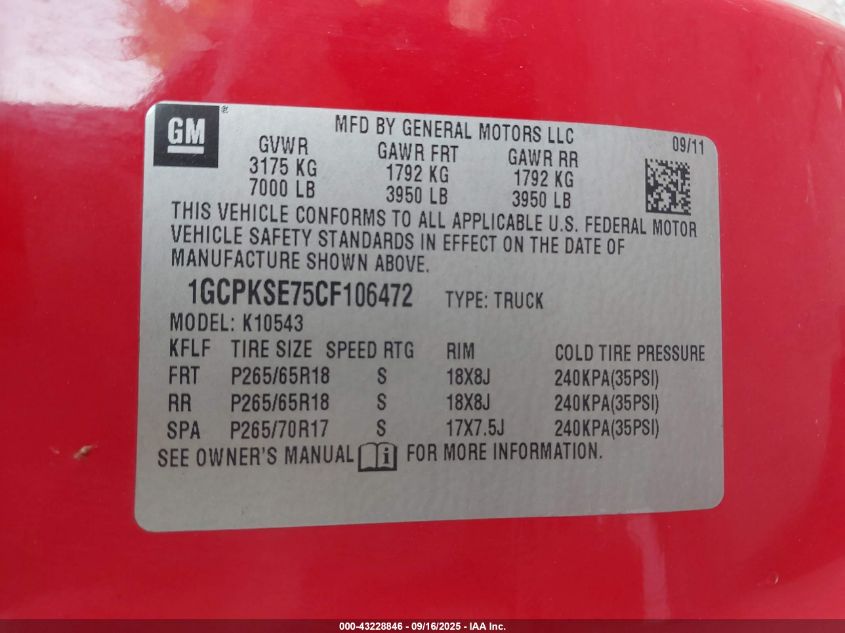 GM®
MFD BY GENERAL MOTORS LLC
09/11
GVWR GAWR FRT GAWR RR
3175 KG 1792 KG 1792 KG
7000 LB 3950 LB 3950 LB
THIS VEHICLE CONFORMS TO ALL APPLICABLE U.S. FEDERAL MOTOR
VEHICLE SAFETY STANDARDS IN EFFECT ON THE DATE OF
MANUFACTURE SHOWN ABOVE.
1GCPKSE75CF106472 TYPE: TRUCK
MODEL: K10543
KFLF TIRE SIZE SPEED RTG RIM COLD TIRE PRESSURE
FRT P265/65R18 S 18X8J 240KPA(35PSI)
RR P265/65R18 S 18X8J 240KPA(35PSI)
SPA P265/70R17 S 17X7.5J 240KPA(35PSI)
SEE OWNER'S MANUAL i FOR MORE INFORMATION.
000-43228846 - 09/16/2025 - IAA Inc.